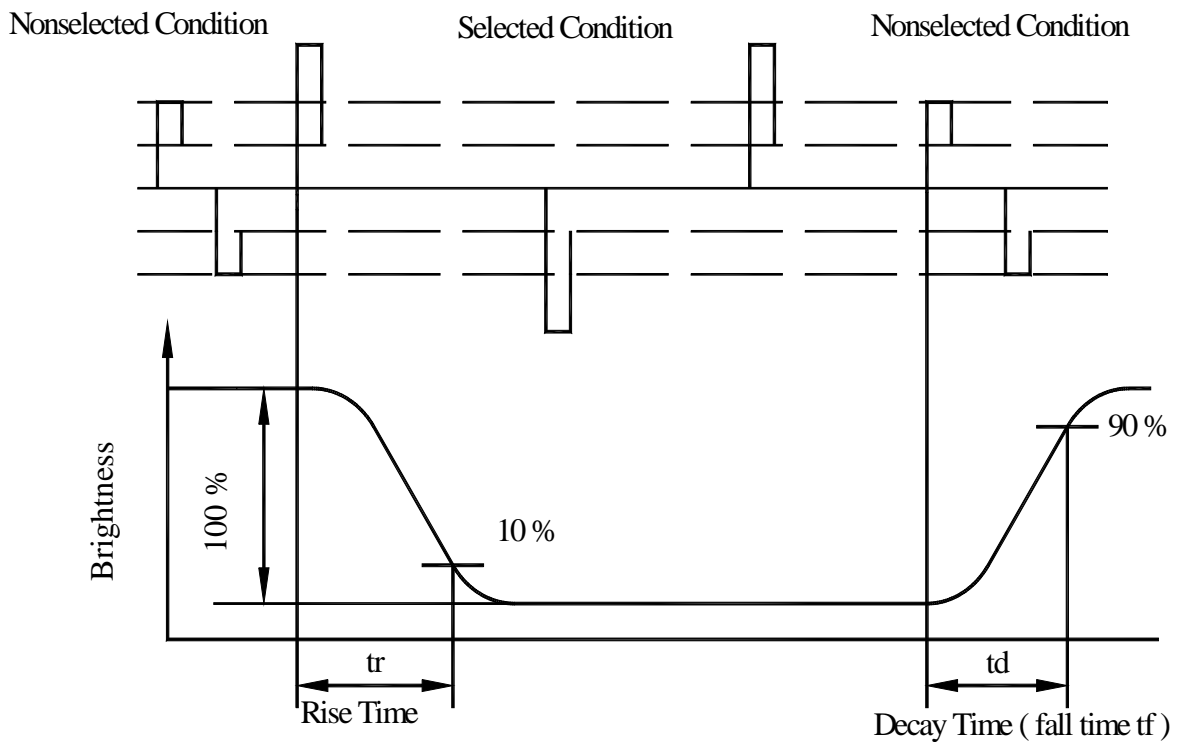 Nonselected Condition
Selected Condition
Nonselected Condition
Brightness
100 %
10 %
90 %
tr
Rise Time
td
Decay Time ( fall time tf )